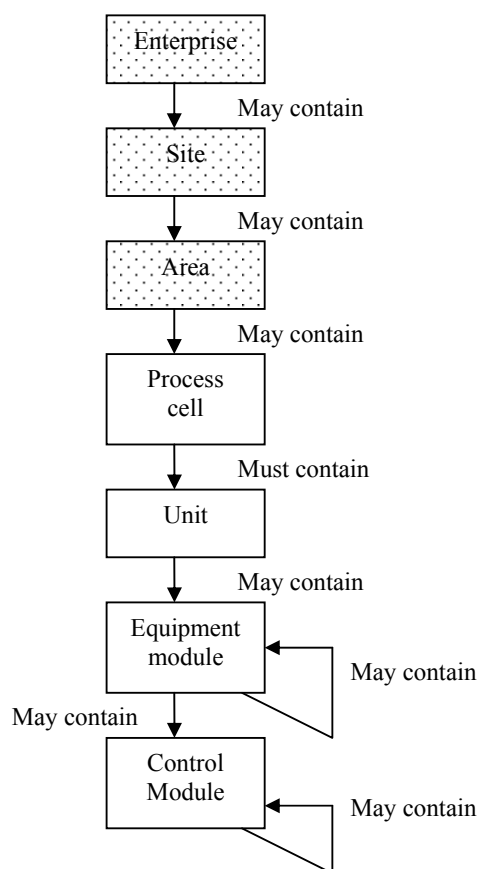 Enterprise
May contain
Site
May contain
Area
May contain
Process
cell
Must contain
Unit
May contain
Equipment
module
May contain
May contain
Control
Module
May contain